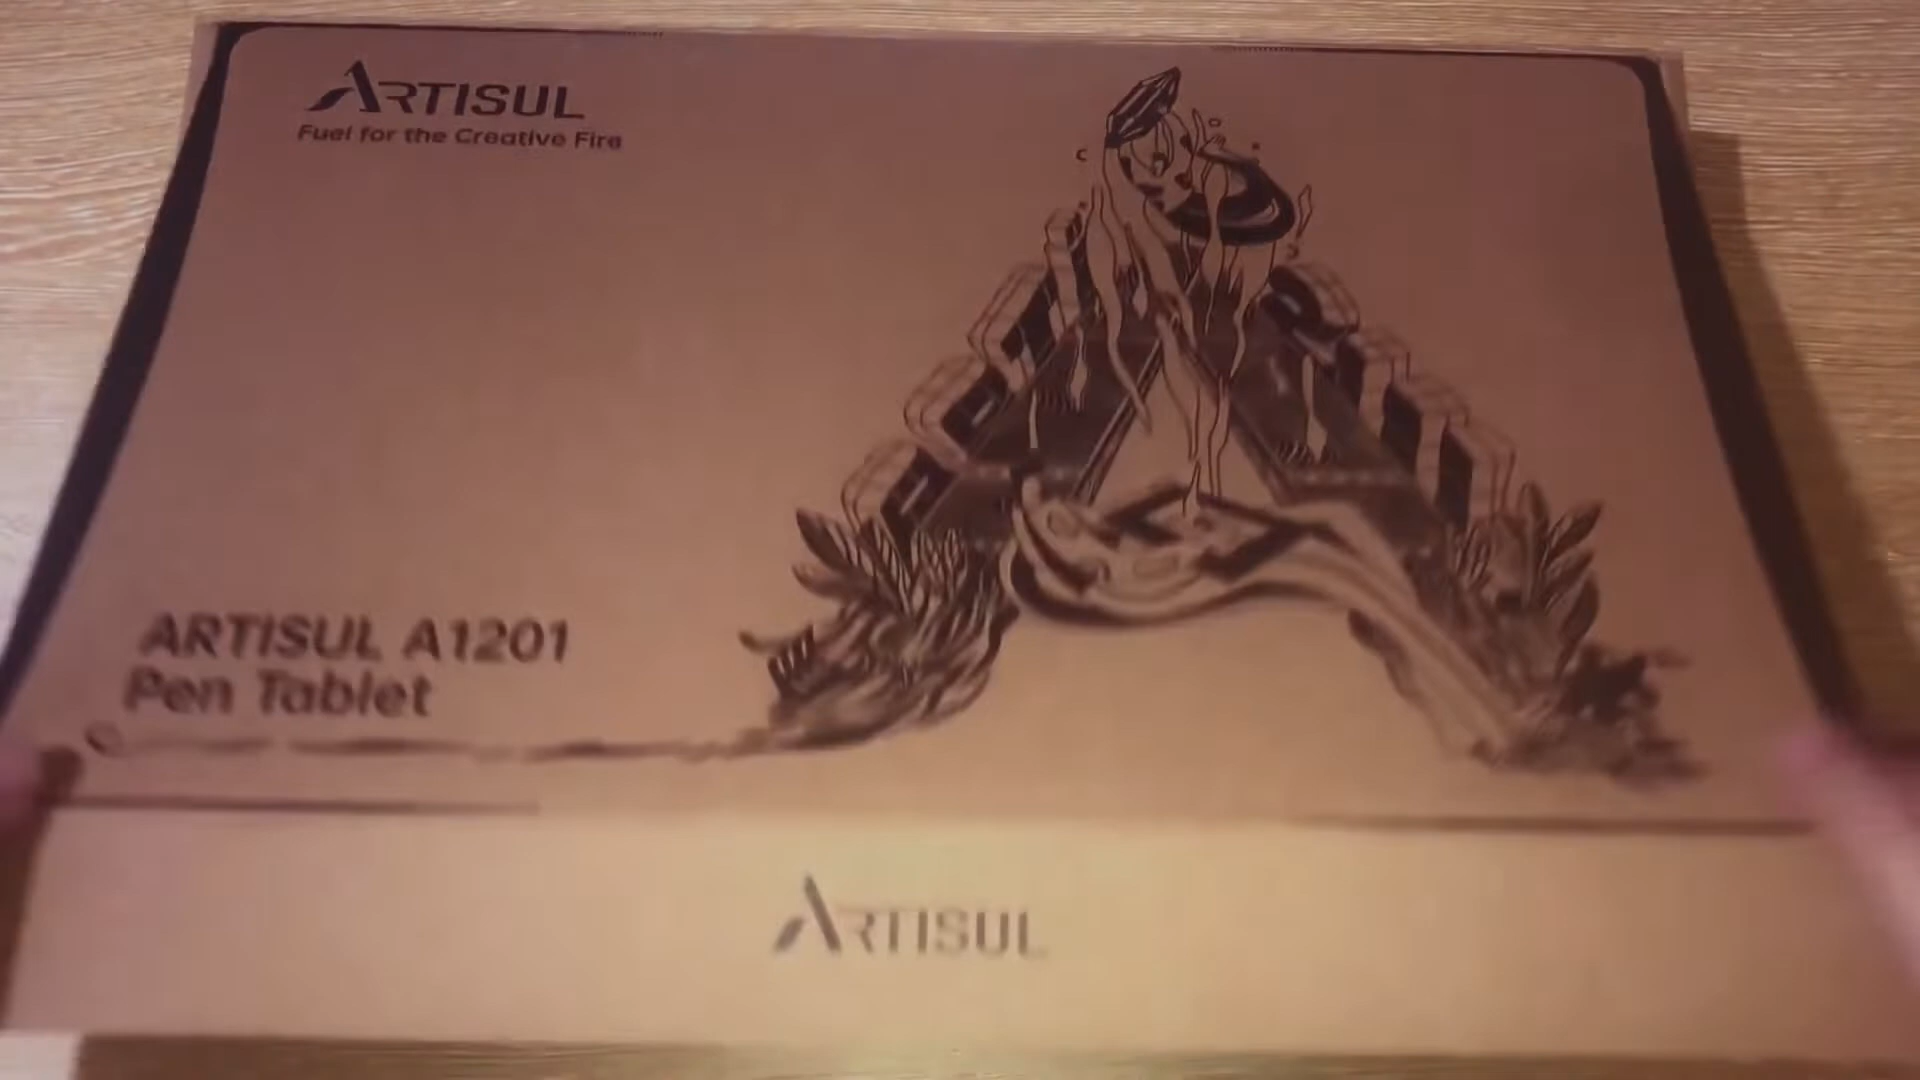 ARTISUL
Fuel for the Creative Fire
ARTISUL A1201
Pen Tablet
ARTISUL